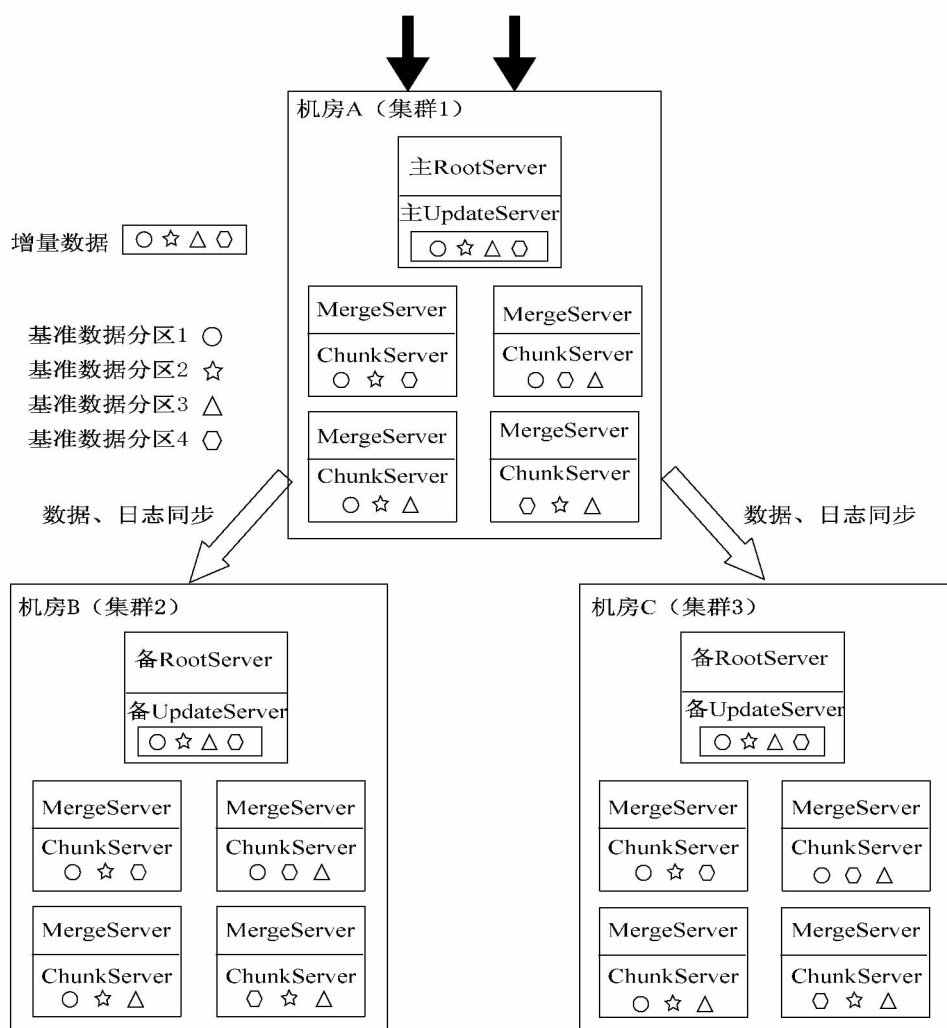 机房A（集群1）
主RootServer
主UpdateServer
增量数据
MergeServer
MergeServer
ChunkServer
ChunkServer
基准数据分区1
基准数据分区2
基准数据分区3
基准数据分区4
MergeServer
MergeServer
ChunkServer
ChunkServer
数据、日志同步
数据、日志同步
机房B（集群2）
备RootServer
备UpdateServer
MergeServer
MergeServer
ChunkServer
ChunkServer
MergeServer
MergeServer
ChunkServer
ChunkServer
机房C（集群3）
备RootServer
备UpdateServer
MergeServer
MergeServer
ChunkServer
ChunkServer
MergeServer
MergeServer
ChunkServer
ChunkServer